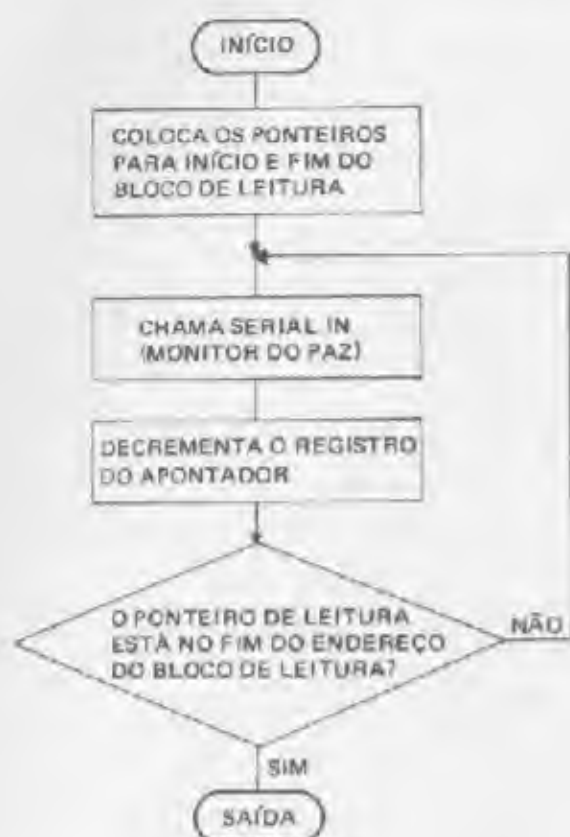 INÍCIO
COLOCA OS PONTEIROS
PARA INÍCIO E FIM DO
BLOCO DE LEITURA
CHAMA SERIAL IN
(MONITOR DO PAZ)
DECREMENTA O REGISTRO
DO APONTADOR
O PONTEIRO DE LEITURA
ESTÀ NO FIM DO ENDEREÇO
DO BLOCO DE LEITURA?
NÃO
SIM
SAÍDA